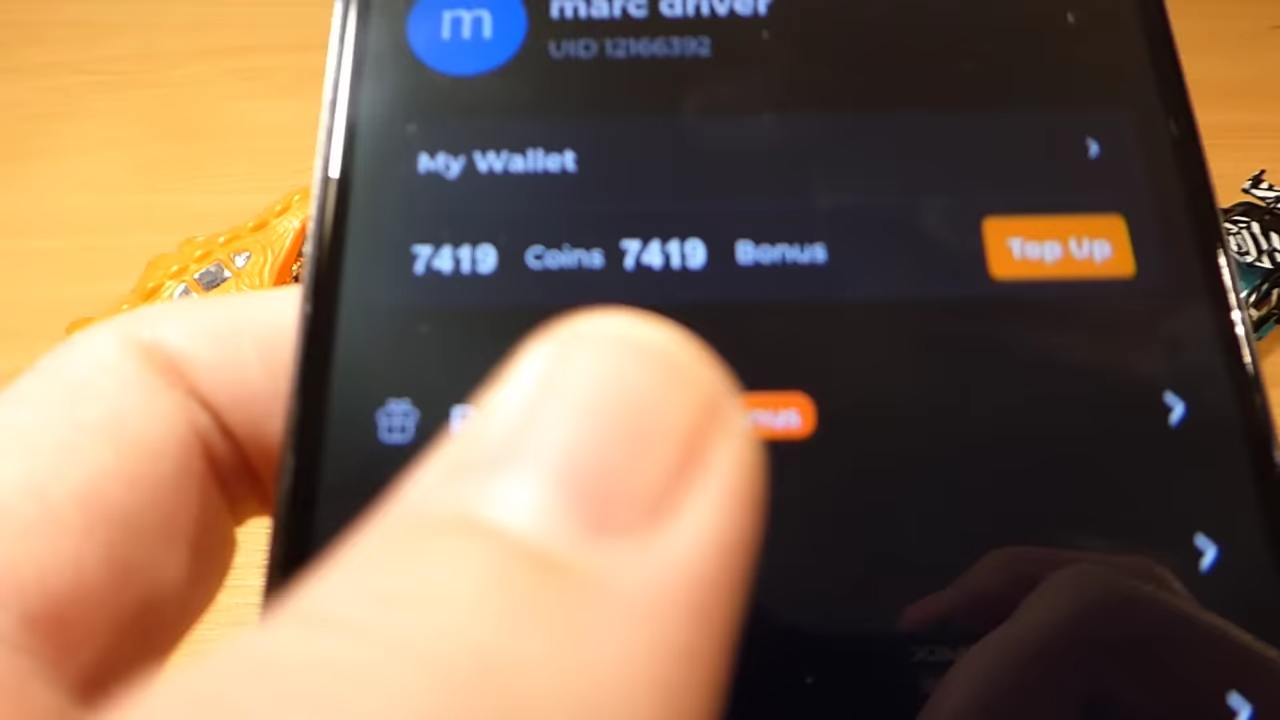 m
marc driver
UID 12166392
My Wallet
7419 Coins 7419 Bonus
Top Up